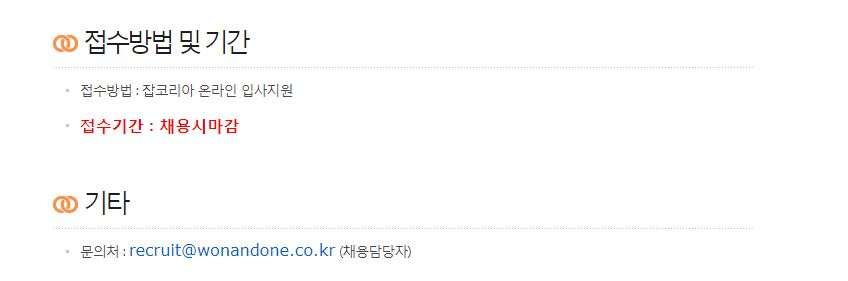 접수방법 및 기간
접수방법 : 잡코리아 온라인 입사지원
접수기간 : 채용시마감
기타
문의처 : recruit@wonandone.co.kr (채용담당자)